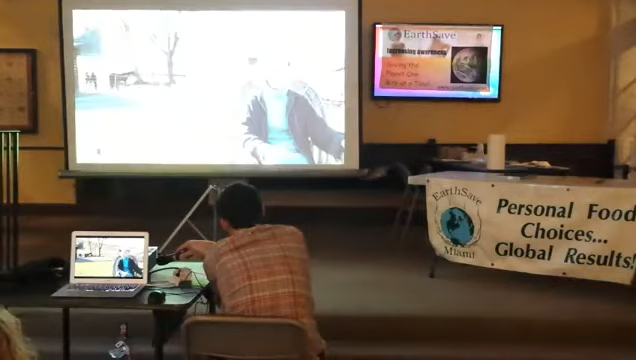 EarthSave
Increasing awareness
Saving the
Planet One
Bite at a Time!
EarthSave
Miami
Personal Food
Choices...
Global Results!